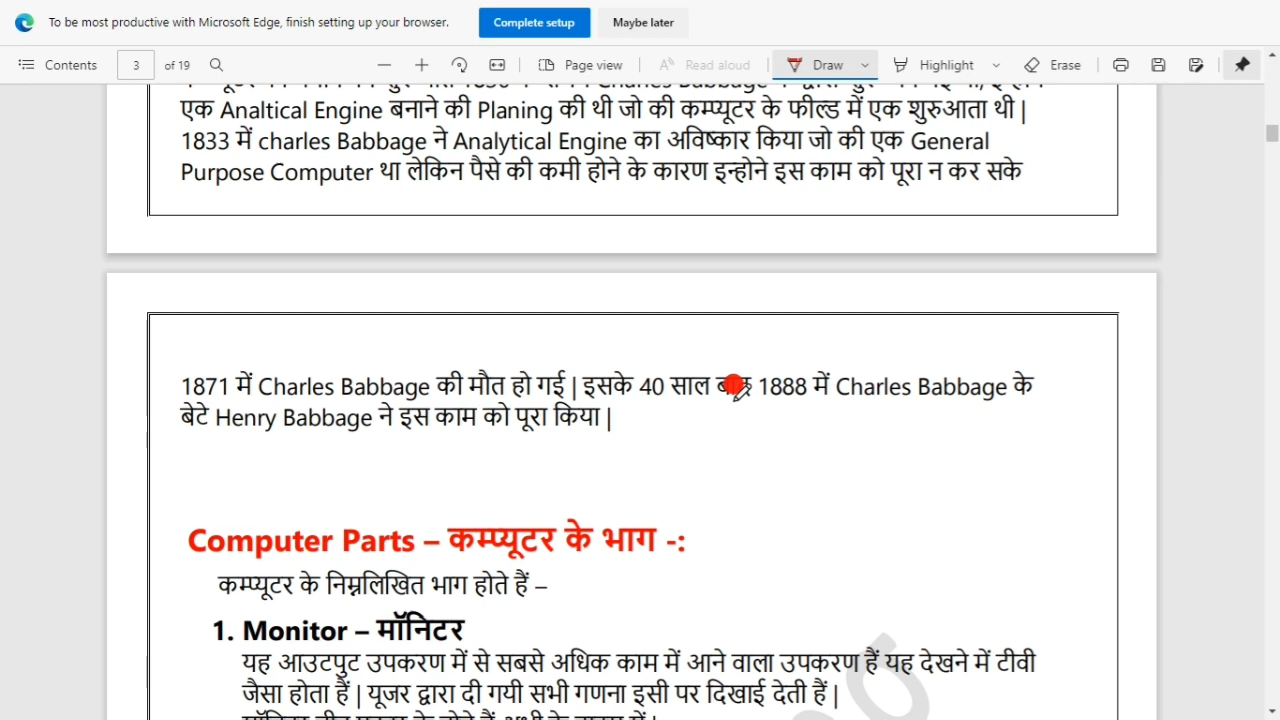 To be most productive with Microsoft Edge, finish setting up your browser. Complete setup Maybe later
Contents 3 of 19 Page view Read aloud Draw Highlight Erase
एक Analtical Engine बनाने की Planing की थी जो की कम्प्यूटर के फील्ड में एक शुरुआता थी |
1833 में charles Babbage ने Analytical Engine का अविष्कार किया जो की एक General
Purpose Computer था लेकिन पैसे की कमी होने के कारण इन्होने इस काम को पूरा न कर सके
1871 में Charles Babbage की मौत हो गई | इसके 40 साल 1888 में Charles Babbage के
बेटे Henry Babbage ने इस काम को पूरा किया |
Computer Parts – कम्प्यूटर के भाग -:
कम्प्यूटर के निम्नलिखित भाग होते हैं –
1. Monitor – मॉनिटर
यह आउटपुट उपकरण में से सबसे अधिक काम में आने वाला उपकरण हैं यह देखने में टीवी
जैसा होता हैं | यूजर द्वारा दी गयी सभी गणना इसी पर दिखाई देती हैं |